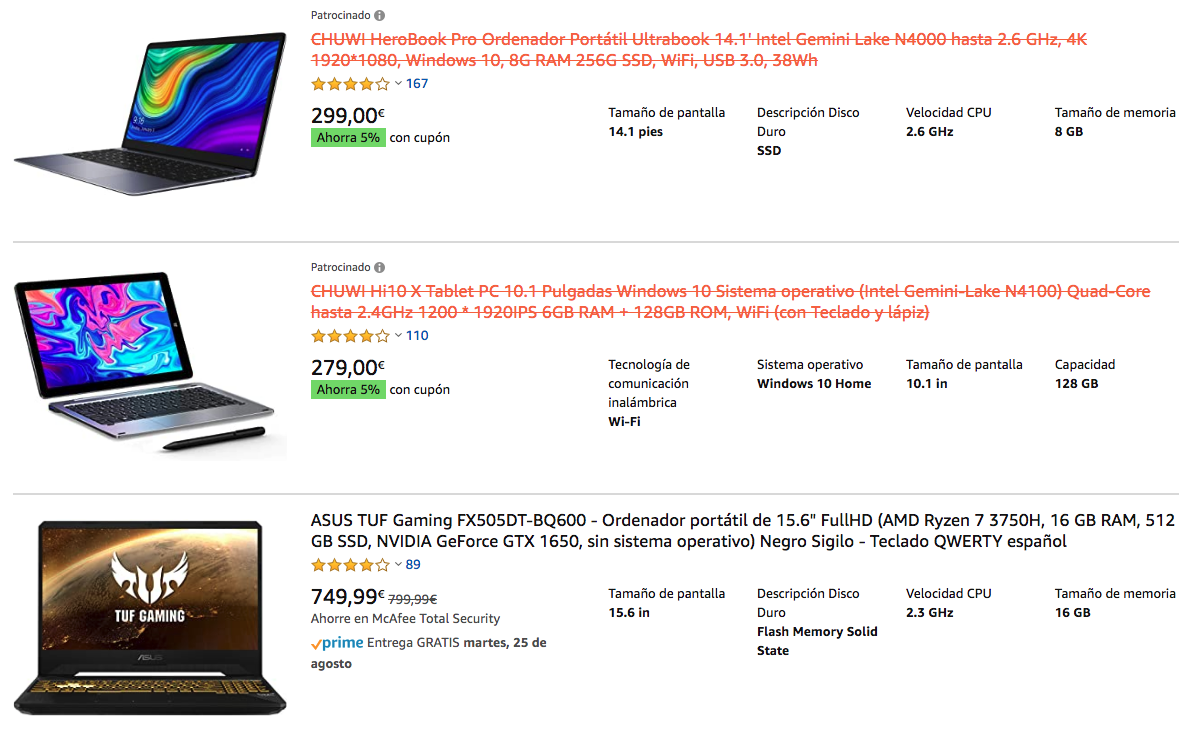 Patrocinado
CHUWI HeroBook Pro Ordenador Portátil Ultrabook 14.1' Intel Gemini Lake N4000 hasta 2.6 GHz, 4K
1920*1080, Windows 10, 8G RAM 256G SSD, WiFi, USB 3.0, 38Wh
167
299,00€
Ahorra 5% con cupón
Tamaño de pantalla
14.1 pies
Descripción Disco
Duro
SSD
Velocidad CPU
2.6 GHz
Tamaño de memoria
8 GB
Patrocinado
CHUWI Hi10 X Tablet PC 10.1 Pulgadas Windows 10 Sistema operativo (Intel Gemini-Lake N4100) Quad-Core
hasta 2.4GHz 1200 * 1920IPS 6GB RAM + 128GB ROM, WiFi (con Teclado y lápiz)
110
279,00€
Ahorra 5% con cupón
Tecnología de
comunicación
inalámbrica
Wi-Fi
Sistema operativo
Windows 10 Home
Tamaño de pantalla
10.1 in
Capacidad
128 GB
TUF GAMING
ASUS
ASUS TUF Gaming FX505DT-BQ600 - Ordenador portátil de 15.6" FullHD (AMD Ryzen 7 3750H, 16 GB RAM, 512
GB SSD, NVIDIA GeForce GTX 1650, sin sistema operativo) Negro Sigilo - Teclado QWERTY español
89
749,99€ 799,99€
Ahorre en McAfee Total Security
prime Entrega GRATIS martes, 25 de
agosto
Tamaño de pantalla
15.6 in
Descripción Disco
Duro
Flash Memory Solid
State
Velocidad CPU
2.3 GHz
Tamaño de memoria
16 GB